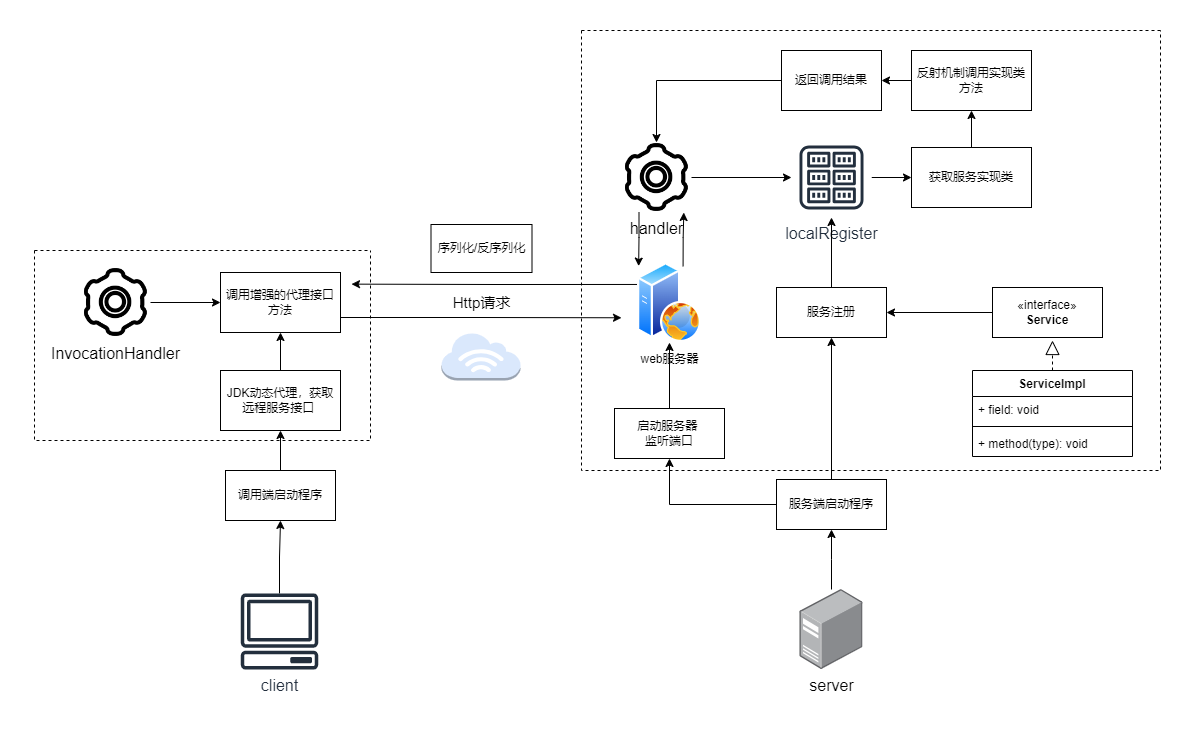 返回调用结果
反射机制调用实现类
方法
handler
localRegister
获取服务实现类
序列化/反序列化
调用增强的代理接口
方法
InvocationHandler
Http请求
web服务器
服务注册
«interface»
Service
ServiceImpl
+ field: void
+ method(type): void
JDK动态代理，获取
远程服务接口
启动服务器
监听端口
调用端启动程序
服务端启动程序
client
server